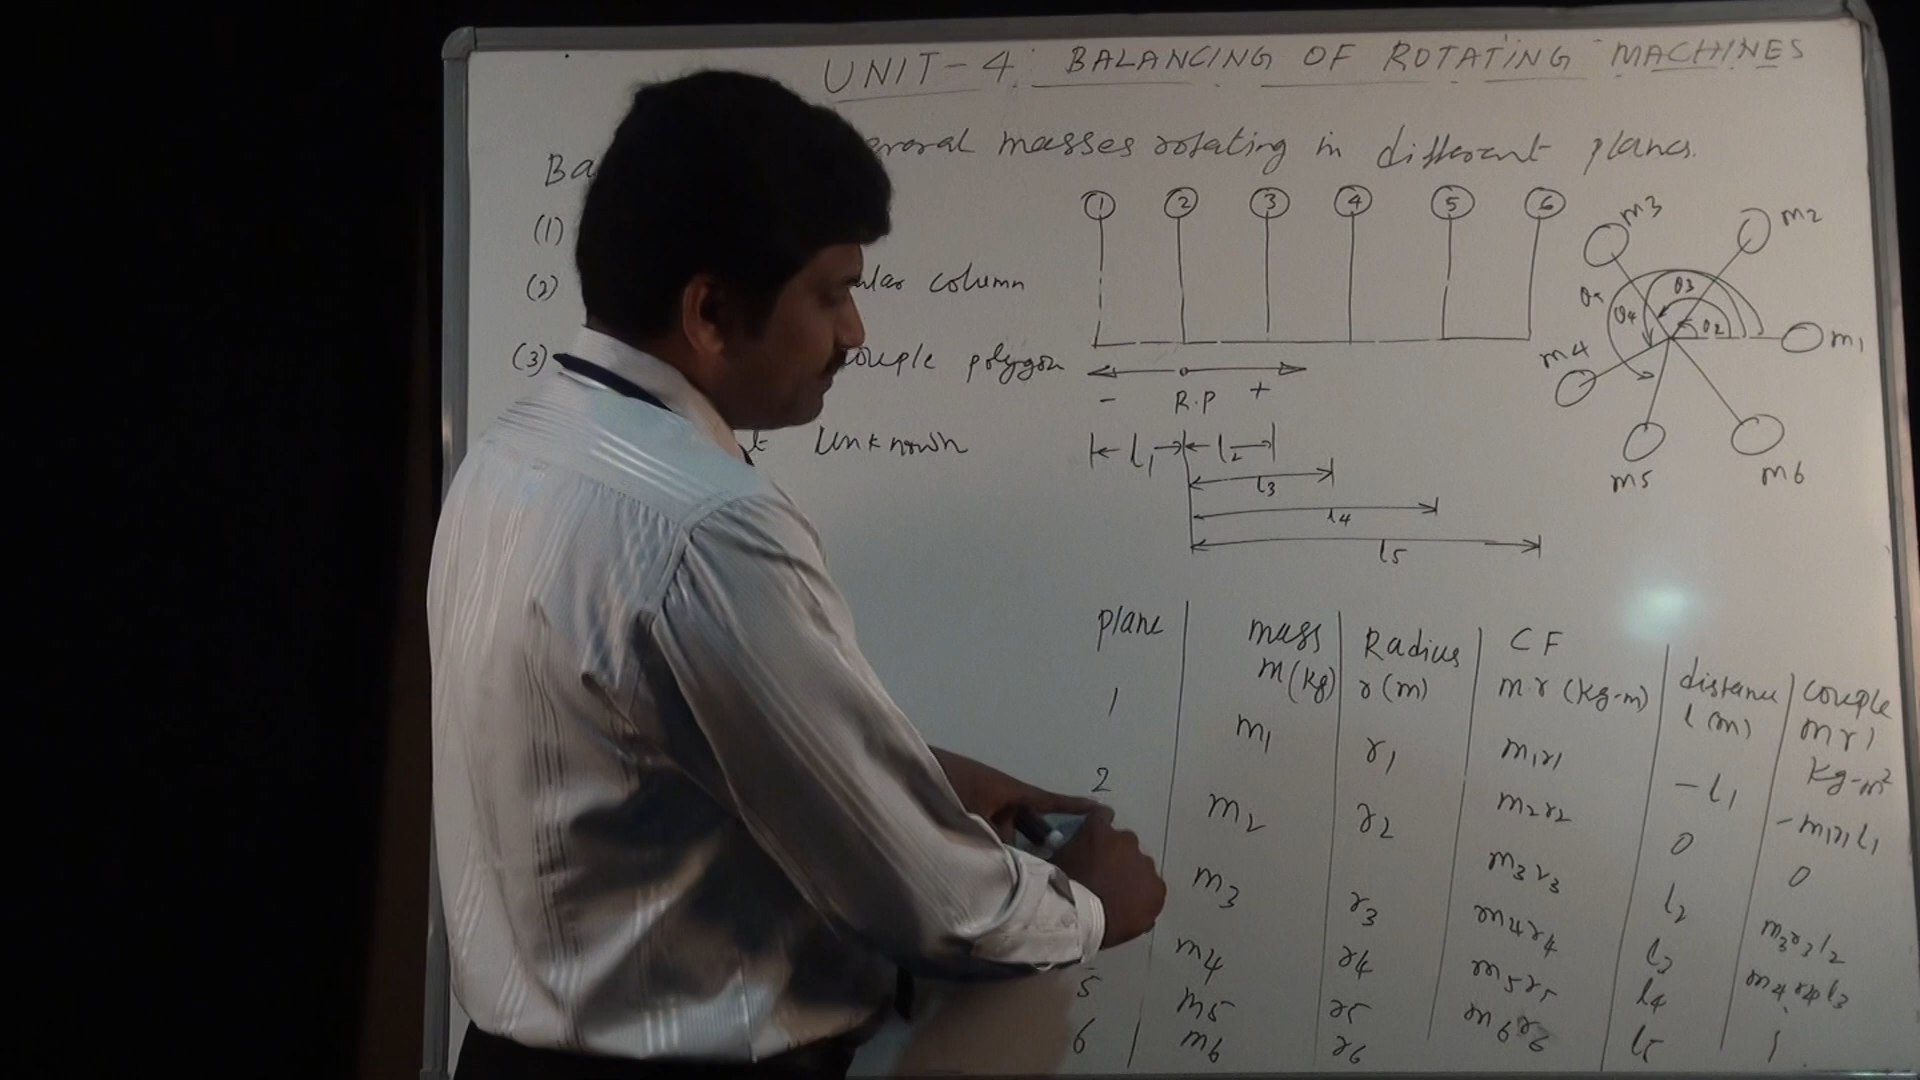 UNIT-4: BALANCING OF ROTATING MACHINES
masses rotating in different planes.
(1)
(2) column
(3) couple polygon
Unknown
1 2 3 4 5 6
- R.P +
l1 l2
l3
l4
l5
m3 m2
θ3
θ4 θ2
m1
m4
m5 m6
plane | mass m (kg) | Radius r (m) | CF m r (kg-m) | distance l (m) | couple m r l kg-m²
1 | m1 | r1 | m1r1 | -l1 | -m1r1l1
2 | m2 | r2 | m2r2 | 0 | 0
m3 | r3 | m3r3 | l2 | m3r3l2
m4 | r4 | m4r4 | l3 | m4r4l3
5 | m5 | r5 | m5r5 | l4
6 | m6 | r6 | m6r6 | l5